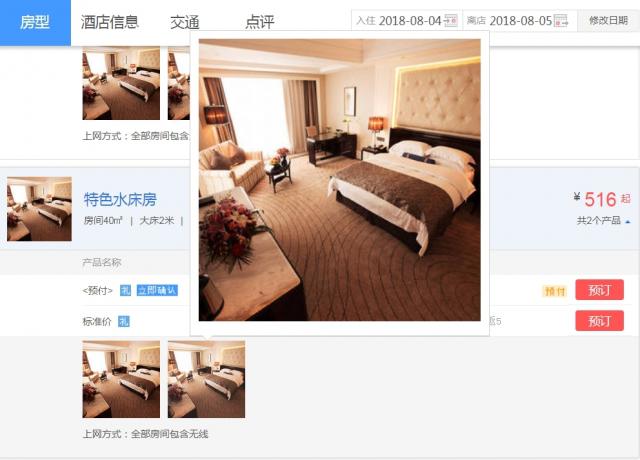 房型 酒店信息 交通 点评 入住 2018-08-04 离店 2018-08-05 修改日期
上网方式：全部房间包含
特色水床房 ¥ 516 起
房间40㎡ | 大床2米 | 共2个产品
产品名称
<预付> 礼 立即确认 预付 预订
标准价 礼 预订
上网方式：全部房间包含无线